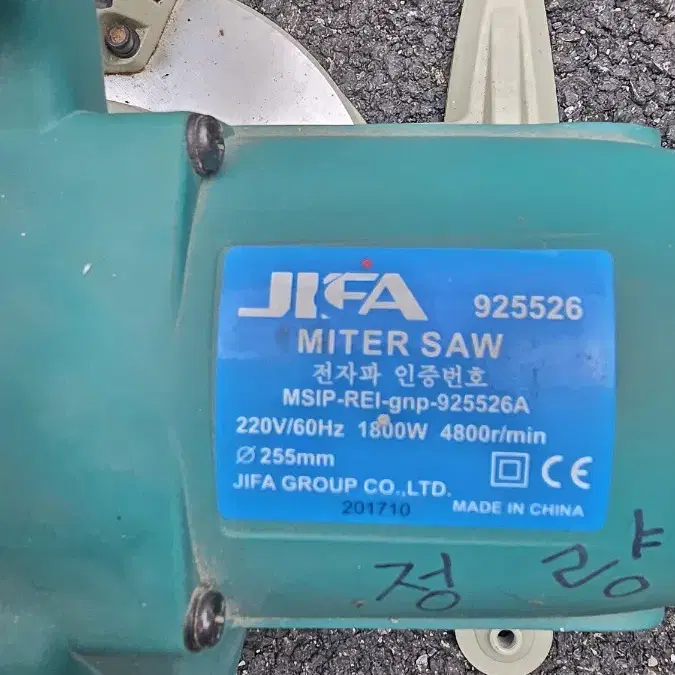 JIFA 925526
MITER SAW
전자파 인증번호
MSIP-REI-gnp-925526A
220V/60Hz 1800W 4800r/min
Ø 255mm
JIFA GROUP CO.,LTD.
CE
201710 MADE IN CHINA
정 량